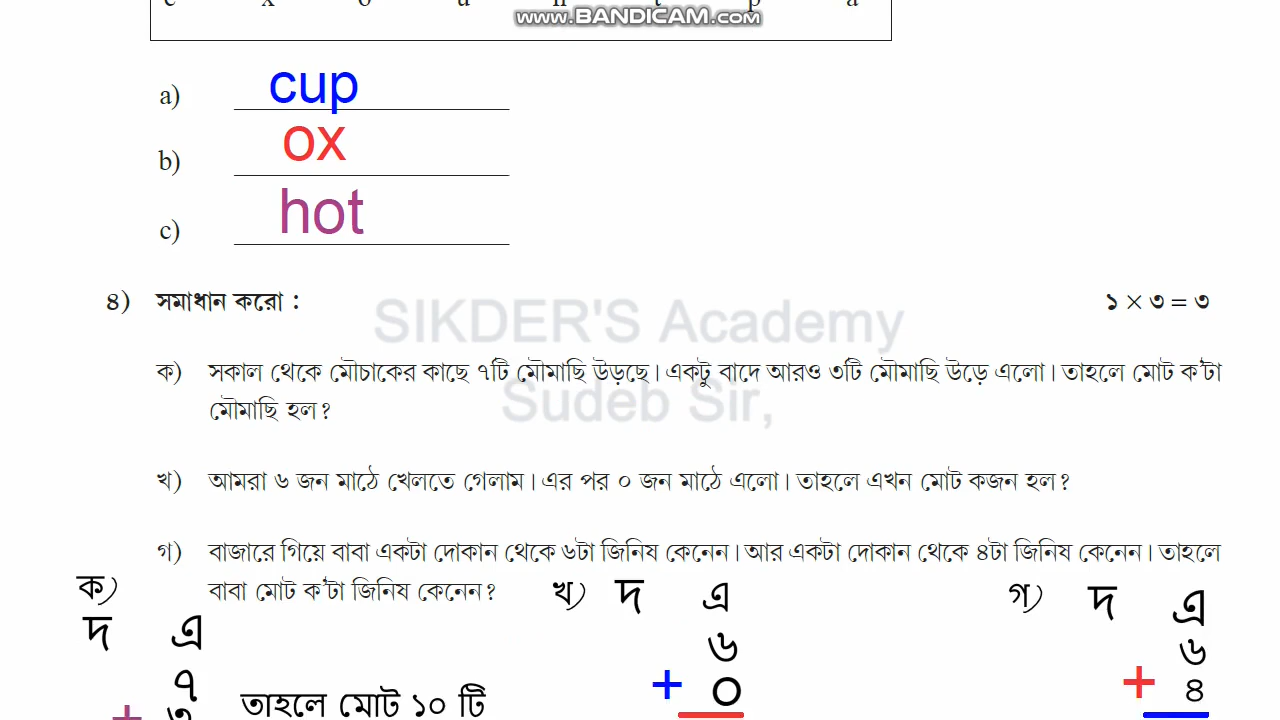 www.BANDICAM.com
a) cup
b) ox
c) hot
৪) সমাধান করো : ১ × ৩ = ৩
SIKDER'S Academy
Sudeb Sir,
ক) সকাল থেকে মৌচাকের কাছে ৭টি মৌমাছি উড়ছে। একটু বাদে আরও ৩টি মৌমাছি উড়ে এলো। তাহলে মোট ক'টা
মৌমাছি হল?
খ) আমরা ৬ জন মাঠে খেলতে গেলাম। এর পর ০ জন মাঠে এলো। তাহলে এখন মোট কজন হল?
গ) বাজারে গিয়ে বাবা একটা দোকান থেকে ৬টা জিনিষ কেনেন। আর একটা দোকান থেকে ৪টা জিনিষ কেনেন। তাহলে
বাবা মোট ক'টা জিনিষ কেনেন?
ক) খ) দ এ গ) দ এ
দ এ ৬ ৬
৭ + ০ + ৪
+ ৩ তাহলে মোট ১০ টি